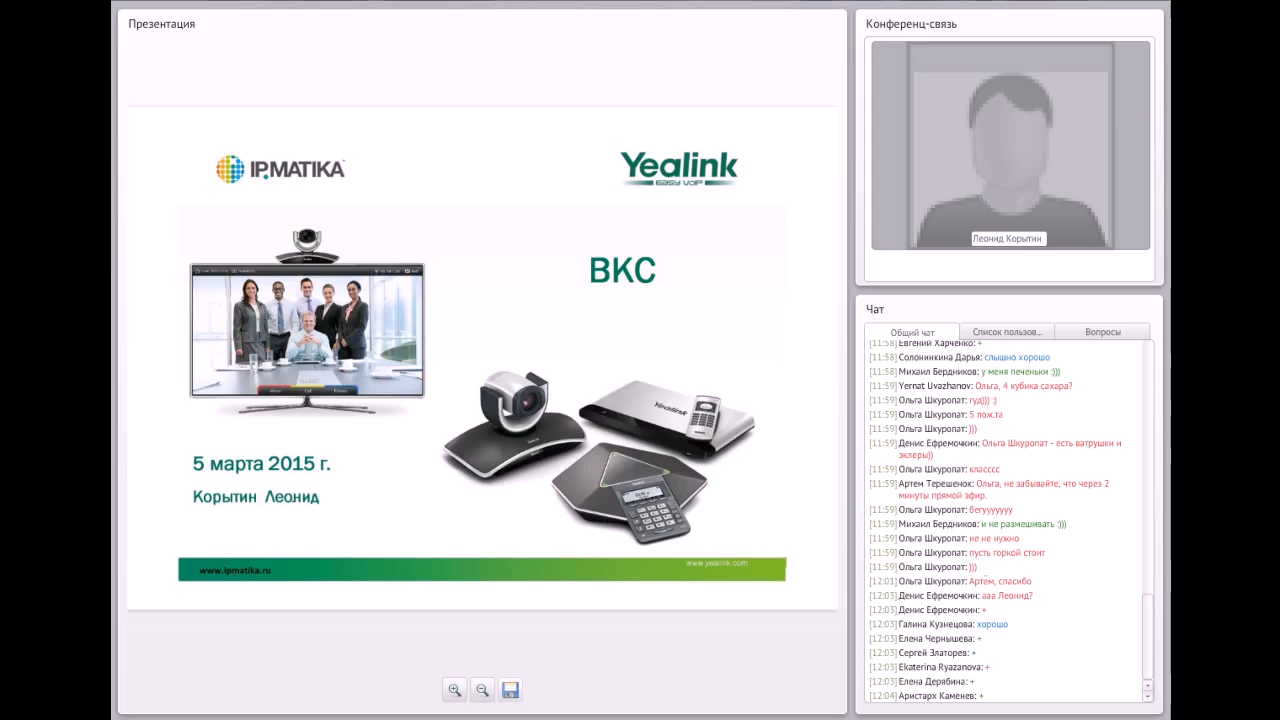 Презентация
IP.MATIKA
Yealink
EASY VoIP
ВКС
Yealink
5 марта 2015 г.
Корытин Леонид
www.ipmatika.ru
www.yealink.com
Конференц-связь
Леонид Корытин
Чат
Общий чат
Список пользов...
Вопросы
[11:58] Евгений Харченко: +
[11:58] Солонинкина Дарья: слышно хорошо
[11:58] Михаил Бердников: у меня печеньки :)))
[11:59] Yernat Uvazhanov: Ольга, 4 кубика сахара?
[11:59] Ольга Шкуропат: гуд))) :)
[11:59] Ольга Шкуропат: 5 пож.та
[11:59] Ольга Шкуропат: )))
[11:59] Денис Ефремочкин: Ольга Шкуропат - есть ватрушки и
эклеры))
[11:59] Ольга Шкуропат: класссс
[11:59] Артем Терешенох: Ольга, не забывайте, что через 2
минуты прямой эфир.
[11:59] Ольга Шкуропат: бегууууууу
[11:59] Михаил Бердников: и не размешивать :)))
[11:59] Ольга Шкуропат: не не нужно
[11:59] Ольга Шкуропат: пусть горкой стоит
[11:59] Ольга Шкуропат: )))
[12:01] Ольга Шкуропат: Артём, спасибо
[12:03] Денис Ефремочкин: ааа Леонид?
[12:03] Денис Ефремочкин: +
[12:03] Галина Кузнецова: хорошо
[12:03] Елена Чернышева: +
[12:03] Сергей Златорев: +
[12:03] Ekaterina Ryazanova: +
[12:03] Елена Дерябина: +
[12:04] Аристарх Каменев: +